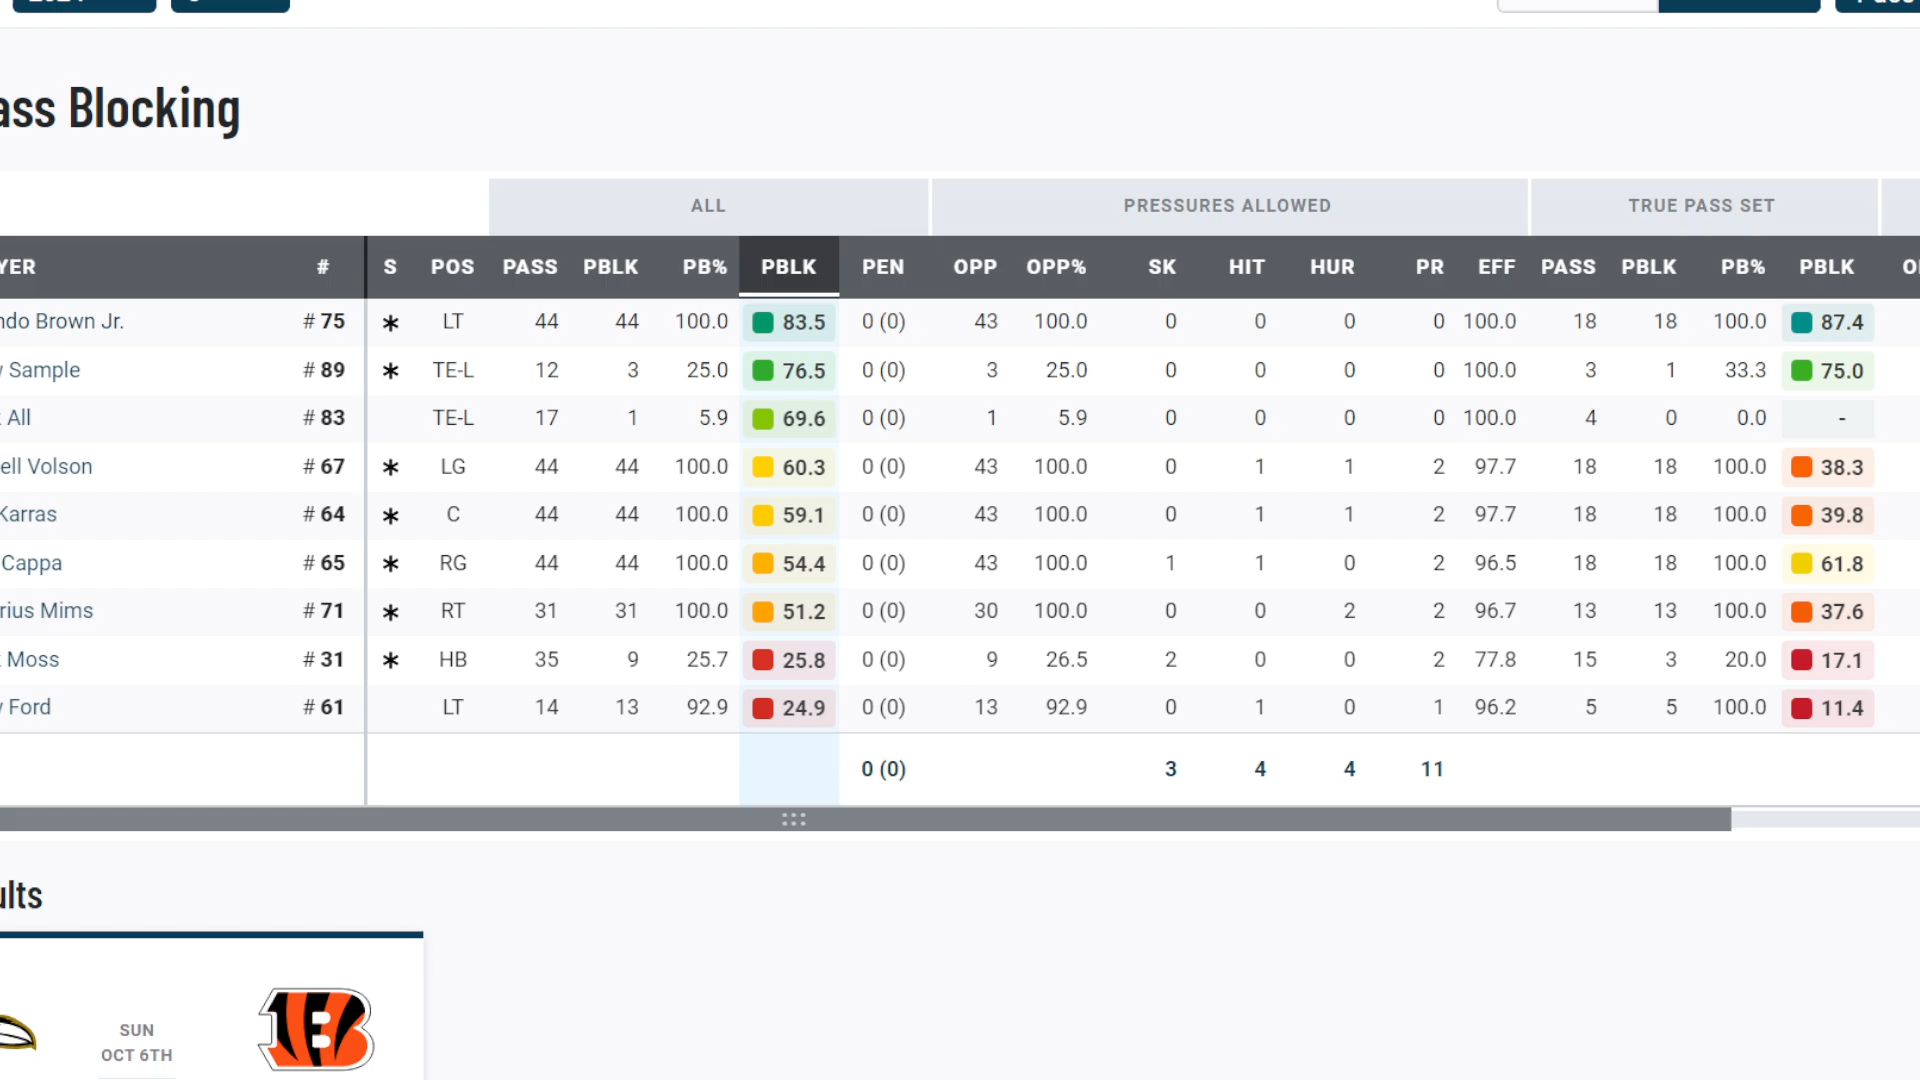 ass Blocking
ALL PRESSURES ALLOWED TRUE PASS SET
YER # S POS PASS PBLK PB% PBLK PEN OPP OPP% SK HIT HUR PR EFF PASS PBLK PB% PBLK
ndo Brown Jr. # 75 * LT 44 44 100.0 83.5 0 (0) 43 100.0 0 0 0 0 100.0 18 18 100.0 87.4
Sample # 89 * TE-L 12 3 25.0 76.5 0 (0) 3 25.0 0 0 0 0 100.0 3 1 33.3 75.0
All # 83 TE-L 17 1 5.9 69.6 0 (0) 1 5.9 0 0 0 0 100.0 4 0 0.0 -
ell Volson # 67 * LG 44 44 100.0 60.3 0 (0) 43 100.0 0 1 1 2 97.7 18 18 100.0 38.3
Karras # 64 * C 44 44 100.0 59.1 0 (0) 43 100.0 0 1 1 2 97.7 18 18 100.0 39.8
Cappa # 65 * RG 44 44 100.0 54.4 0 (0) 43 100.0 1 1 0 2 96.5 18 18 100.0 61.8
rius Mims # 71 * RT 31 31 100.0 51.2 0 (0) 30 100.0 0 0 2 2 96.7 13 13 100.0 37.6
Moss # 31 * HB 35 9 25.7 25.8 0 (0) 9 26.5 2 0 0 2 77.8 15 3 20.0 17.1
Ford # 61 LT 14 13 92.9 24.9 0 (0) 13 92.9 0 1 0 1 96.2 5 5 100.0 11.4
0 (0) 3 4 4 11
ults
SUN
OCT 6TH
B